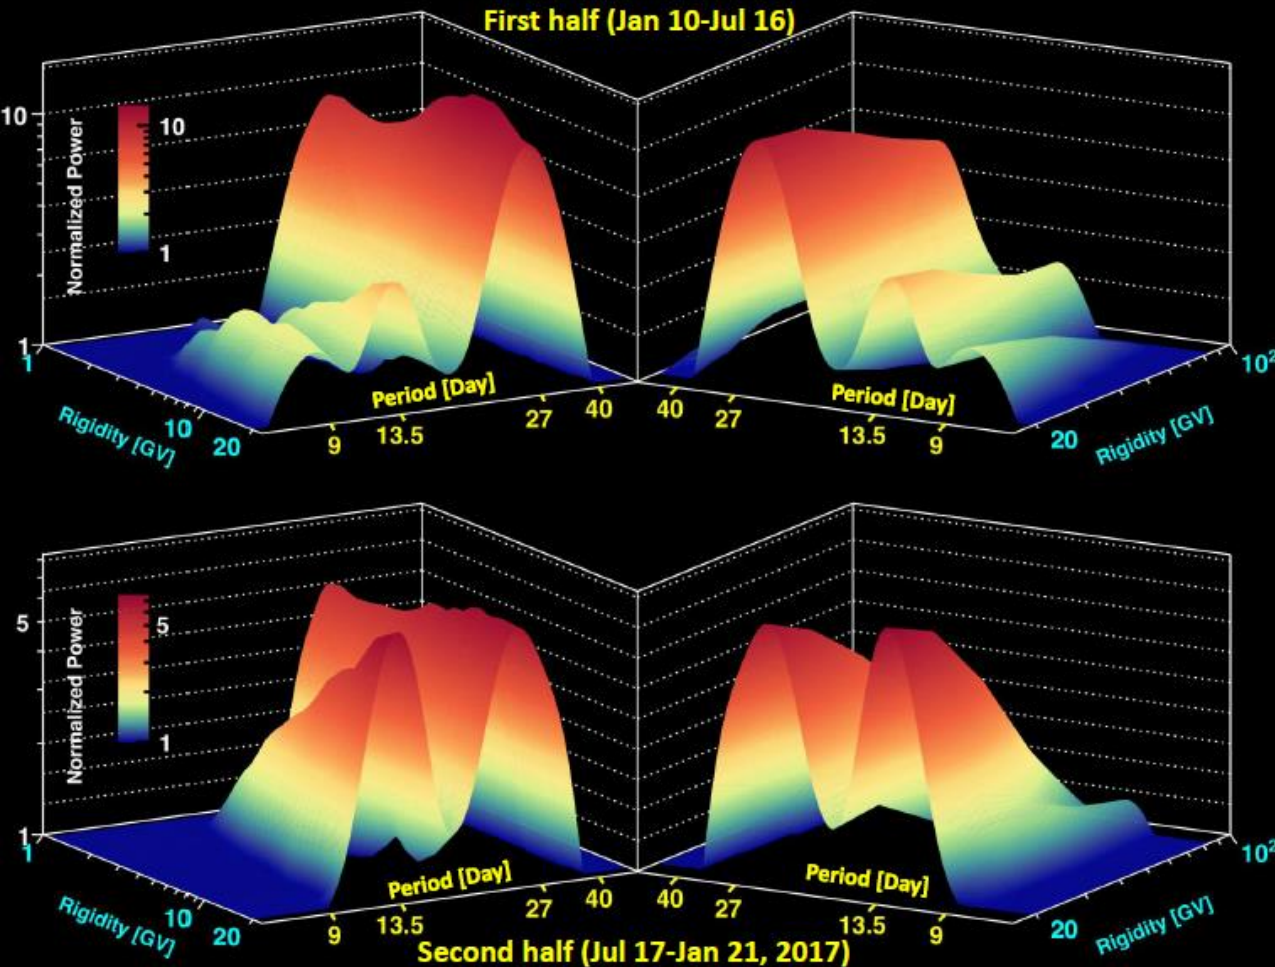 First half (Jan 10-Jul 16)
10
Normalized Power
10
1
1
1
Rigidity [GV]
10
20
Period [Day]
9
13.5
27
40
40
27
Period [Day]
13.5
9
20
Rigidity [GV]
10²
5
Normalized Power
5
1
1
1
Rigidity [GV]
10
20
Period [Day]
9
13.5
27
40
40
27
Period [Day]
13.5
9
20
Rigidity [GV]
10²
Second half (Jul 17-Jan 21, 2017)